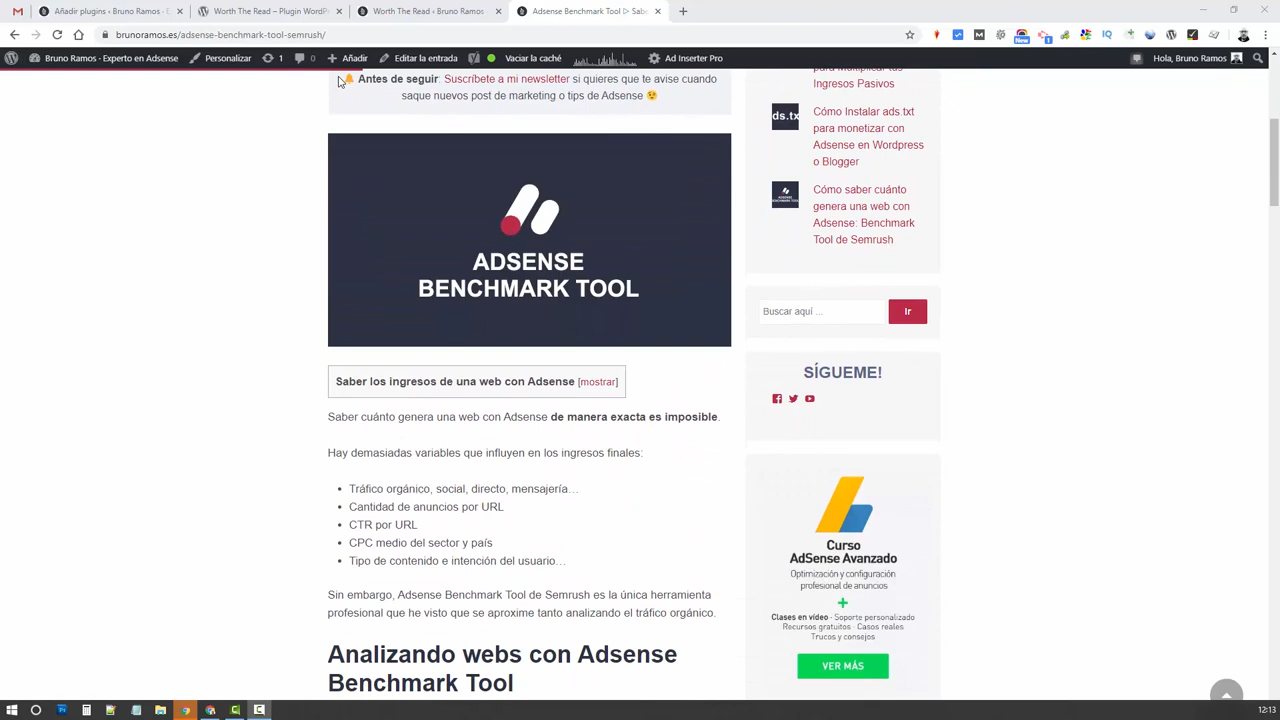 Añadir plugins ‹ Bruno Ramos - E
Worth The Read – Plugin WordPr
Worth The Read ‹ Bruno Ramos
Adsense Benchmark Tool ▷ Sabe
brunoramos.es/adsense-benchmark-tool-semrush/
Bruno Ramos - Experto en Adsense
Personalizar
1
0
Añadir
Editar la entrada
Vaciar la caché
Ad Inserter Pro
Hola, Bruno Ramos
Antes de seguir: Suscríbete a mi newsletter si quieres que te avise cuando
saque nuevos post de marketing o tips de Adsense 😉
ADSENSE
BENCHMARK TOOL
Saber los ingresos de una web con Adsense [mostrar]
Saber cuánto genera una web con Adsense de manera exacta es imposible.
Hay demasiadas variables que influyen en los ingresos finales:
• Tráfico orgánico, social, directo, mensajería…
• Cantidad de anuncios por URL
• CTR por URL
• CPC medio del sector y país
• Tipo de contenido e intención del usuario…
Sin embargo, Adsense Benchmark Tool de Semrush es la única herramienta
profesional que he visto que se aproxime tanto analizando el tráfico orgánico.
Analizando webs con Adsense
Benchmark Tool
para Multiplicar tus
Ingresos Pasivos
ds.tx
Cómo Instalar ads.txt
para monetizar con
Adsense en Wordpress
o Blogger
Cómo saber cuánto
genera una web con
Adsense: Benchmark
Tool de Semrush
Buscar aquí ...
Ir
SÍGUEME!
Curso
AdSense Avanzado
Optimización y configuración
profesional de anuncios
+
Clases en vídeo · Soporte personalizado
Recursos gratuitos · Casos reales
Trucos y consejos
VER MÁS
12:13